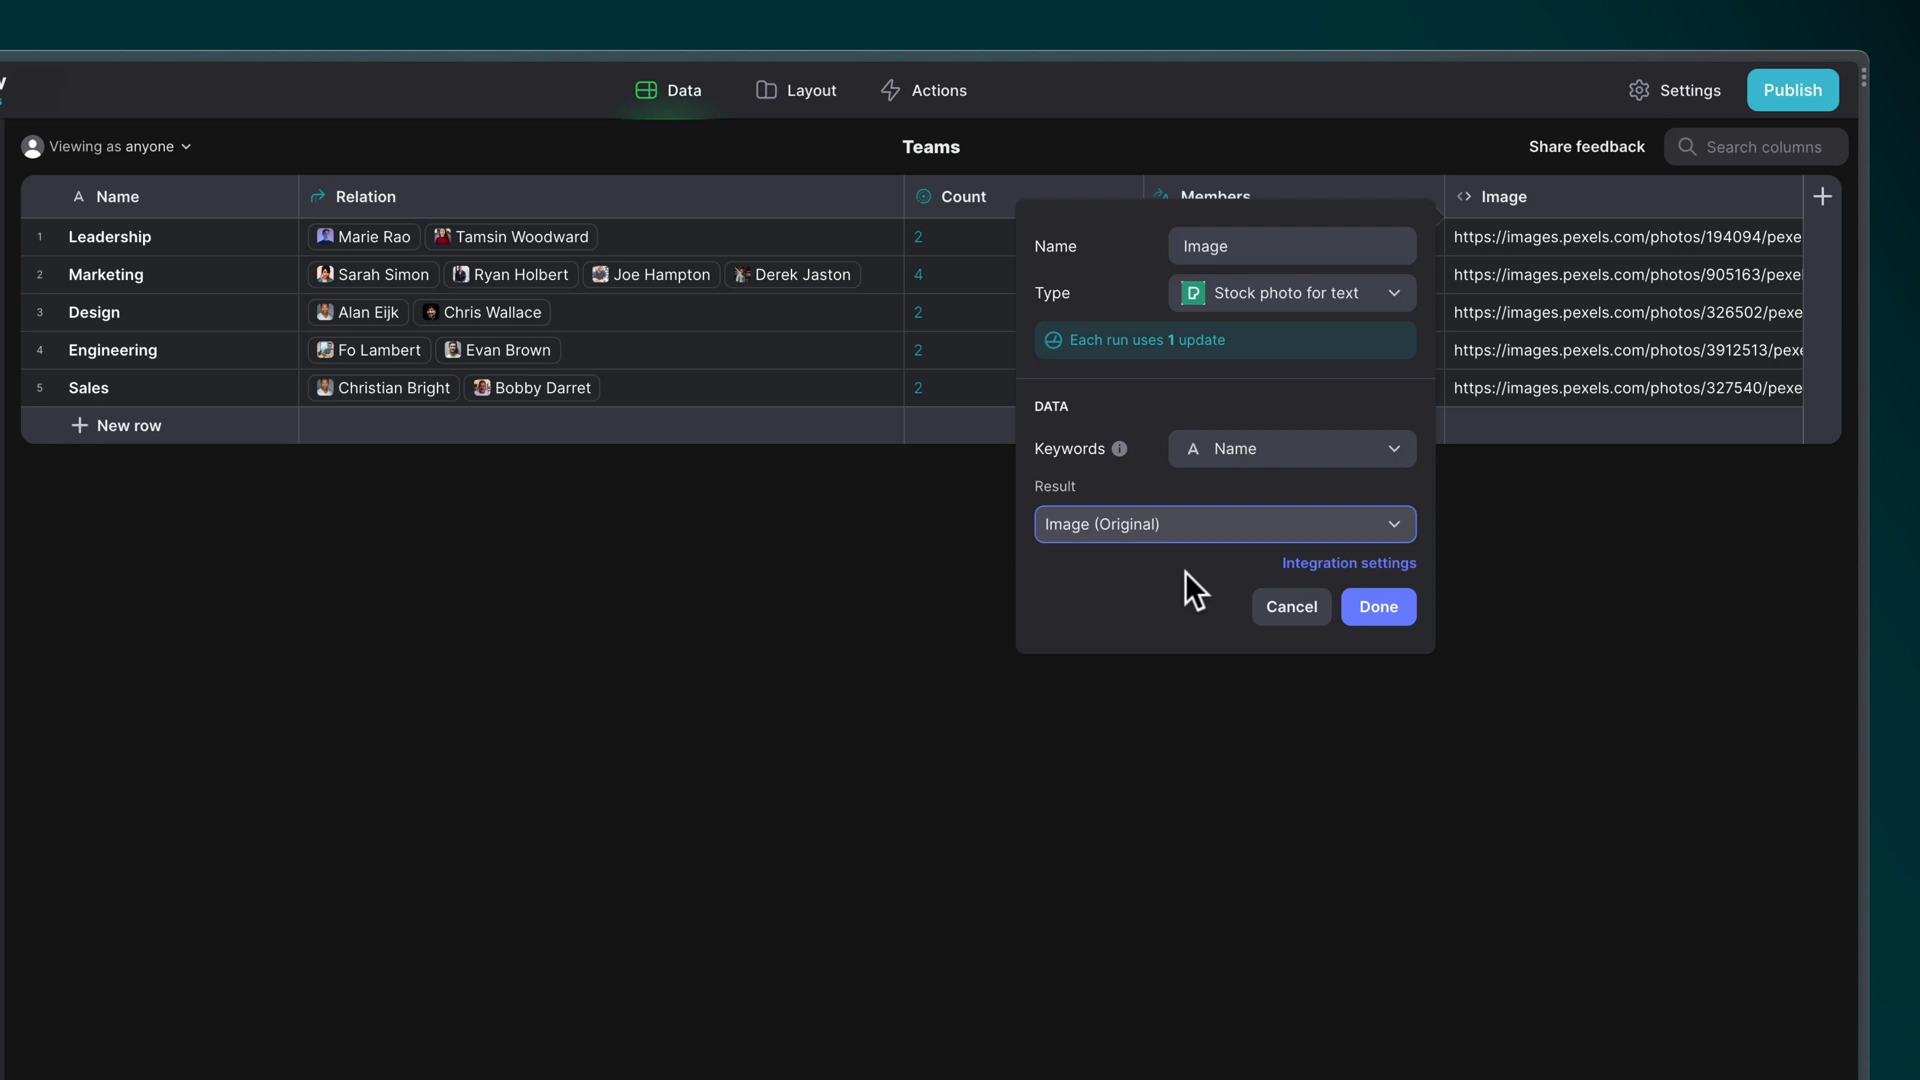 Data
Layout
Actions
Settings
Publish
Viewing as anyone
Teams
Share feedback
Search columns
Name
Relation
Count
Members
Image
1 Leadership Marie Rao Tamsin Woodward 2 https://images.pexels.com/photos/194094/pexe
2 Marketing Sarah Simon Ryan Holbert Joe Hampton Derek Jaston 4 https://images.pexels.com/photos/905163/pexe
3 Design Alan Eijk Chris Wallace 2 https://images.pexels.com/photos/326502/pexe
4 Engineering Fo Lambert Evan Brown 2 https://images.pexels.com/photos/3912513/pexe
5 Sales Christian Bright Bobby Darret 2 https://images.pexels.com/photos/327540/pexe
New row
Name Image
Type Stock photo for text
Each run uses 1 update
DATA
Keywords Name
Result
Image (Original)
Integration settings
Cancel
Done